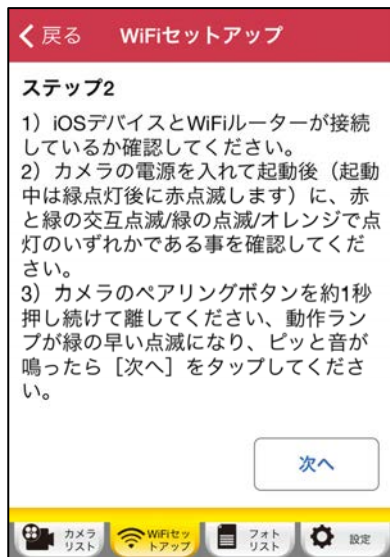 戻る WiFiセットアップ
ステップ2
1）iOSデバイスとWiFiルーターが接続
しているか確認してください。
2）カメラの電源を入れて起動後（起動
中は緑点灯後に赤点滅します）に、赤
と緑の交互点滅/緑の点滅/オレンジで点
灯のいずれかである事を確認してくだ
さい。
3）カメラのペアリングボタンを約1秒
押し続けて離してください、動作ラン
プが緑の早い点滅になり、ピッと音が
鳴ったら［次へ］をタップしてくださ
い。
次へ
カメラ
リスト
WiFiセッ
トアップ
フォト
リスト
設定